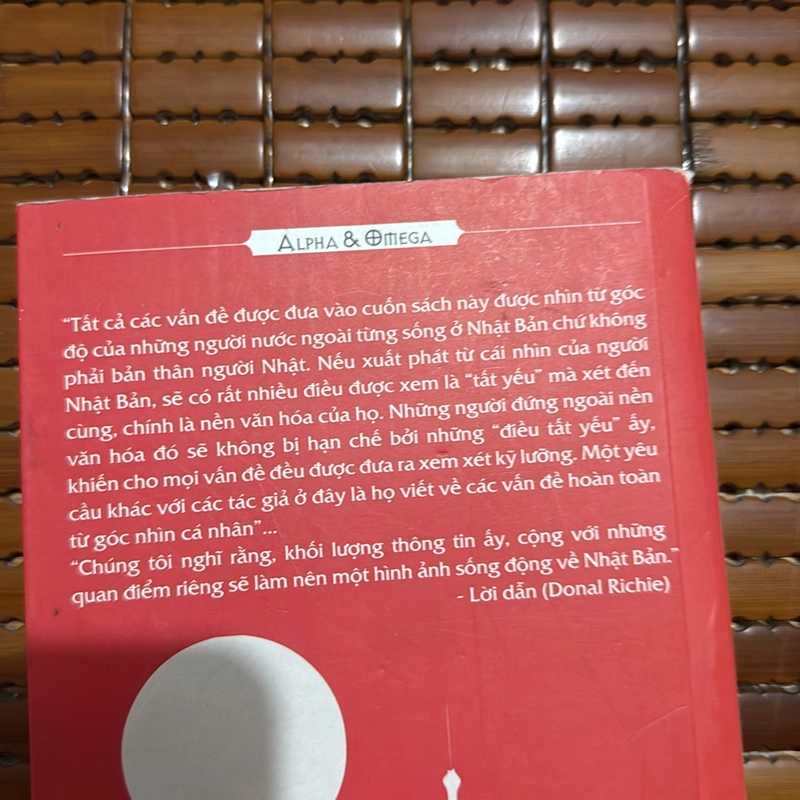 ALPHA & OMEGA
“Tất cả các vấn đề được đưa vào cuốn sách này được nhìn từ góc
độ của những người nước ngoài từng sống ở Nhật Bản chứ không
phải bản thân người Nhật. Nếu xuất phát từ cái nhìn của người
Nhật Bản, sẽ có rất nhiều điều được xem là “tất yếu” mà xét đến
cùng, chính là nền văn hóa của họ. Những người đứng ngoài nền
văn hóa đó sẽ không bị hạn chế bởi những “điều tất yếu” ấy,
khiến cho mọi vấn đề đều được đưa ra xem xét kỹ lưỡng. Một yêu
cầu khác với các tác giả ở đây là họ viết về các vấn đề hoàn toàn
từ góc nhìn cá nhân”...
“Chúng tôi nghĩ rằng, khối lượng thông tin ấy, cộng với những
quan điểm riêng sẽ làm nên một hình ảnh sống động về Nhật Bản.”
- Lời dẫn (Donal Richie)